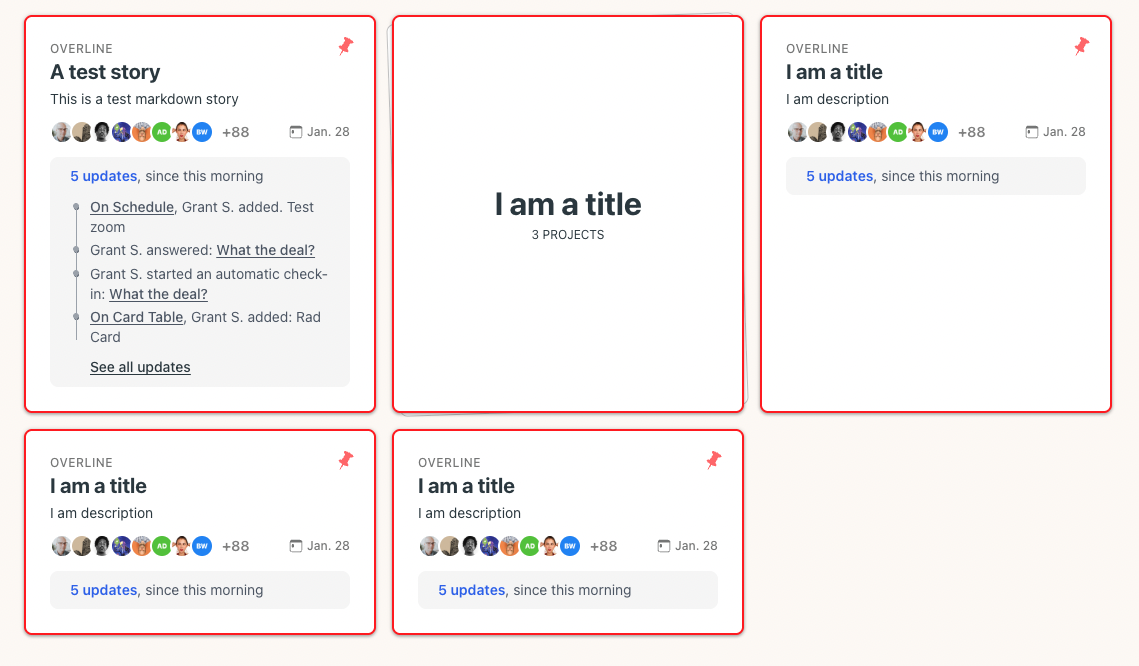 OVERLINE
A test story
This is a test markdown story
AD BW +88 Jan. 28
5 updates, since this morning
On Schedule, Grant S. added. Test
zoom
Grant S. answered: What the deal?
Grant S. started an automatic check-
in: What the deal?
On Card Table, Grant S. added: Rad
Card
See all updates
I am a title
3 PROJECTS
OVERLINE
I am a title
I am description
AD BW +88 Jan. 28
5 updates, since this morning
OVERLINE
I am a title
I am description
AD BW +88 Jan. 28
5 updates, since this morning
OVERLINE
I am a title
I am description
AD BW +88 Jan. 28
5 updates, since this morning